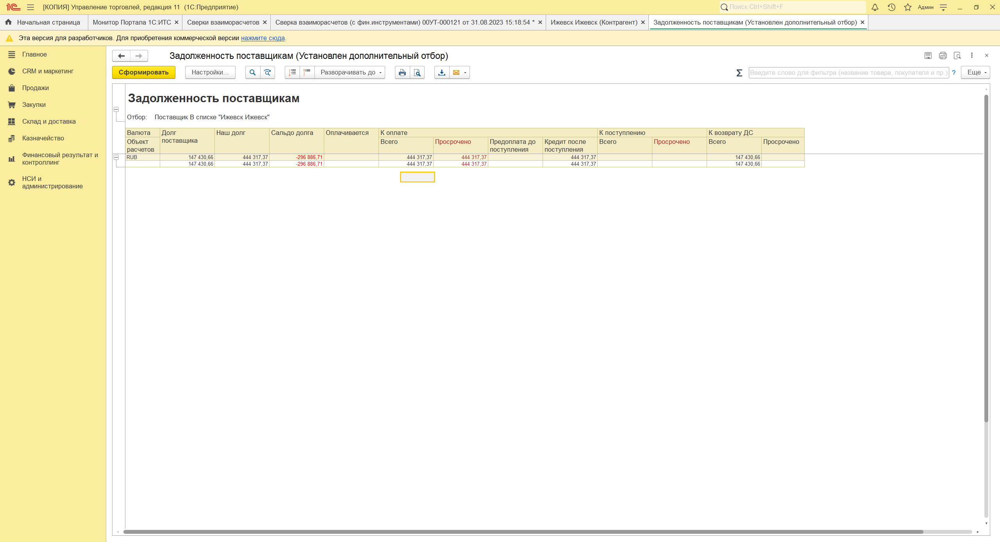 [КОПИЯ] Управление торговлей, редакция 11 (1С:Предприятие)
Поиск Ctrl+Shift+F
Админ
Начальная страница
Монитор Портала 1С:ИТС
Сверки взаиморасчетов
Сверка взаиморасчетов (с фин.инструментами) 00УТ-000121 от 31.08.2023 15:18:54 *
Ижевск Ижевск (Контрагент)
Задолженность поставщикам (Установлен дополнительный отбор)
Эта версия для разработчиков. Для приобретения коммерческой версии нажмите сюда.
Главное
CRM и маркетинг
Продажи
Закупки
Склад и доставка
Казначейство
Финансовый результат и
контроллинг
НСИ и
администрирование
Задолженность поставщикам (Установлен дополнительный отбор)
Сформировать
Настройки...
Разворачивать до
Σ
Введите слово для фильтра (название товара, покупателя и пр.)
?
Еще
Задолженность поставщикам
Отбор: Поставщик В списке "Ижевск Ижевск"
Валюта Долг поставщика Наш долг Сальдо долга Оплачивается К оплате К поступлению К возврату ДС
Объект расчетов Всего Просрочено Предоплата до поступления Кредит после поступления Всего Просрочено Всего Просрочено
RUB 147 430,66 444 317,37 -296 886,71 444 317,37 444 317,37 444 317,37 147 430,66
147 430,66 444 317,37 -296 886,71 444 317,37 444 317,37 444 317,37 147 430,66